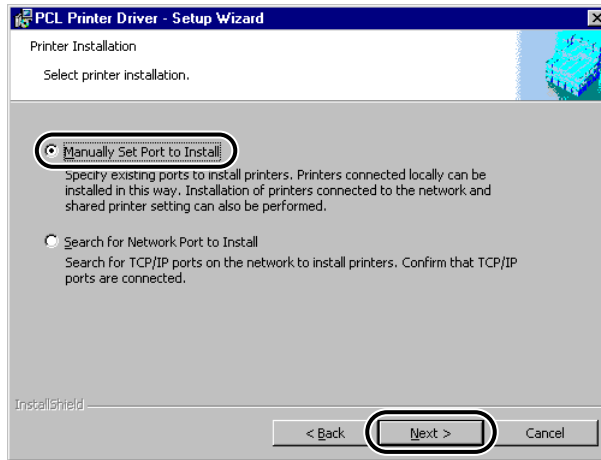 PCL Printer Driver - Setup Wizard
Printer Installation
Select printer installation.
Manually Set Port to Install
Specify existing ports to install printers. Printers connected locally can be
installed in this way. Installation of printers connected to the network and
shared printer setting can also be performed.
Search for Network Port to Install
Search for TCP/IP ports on the network to install printers. Confirm that TCP/IP
ports are connected.
InstallShield
< Back Next > Cancel